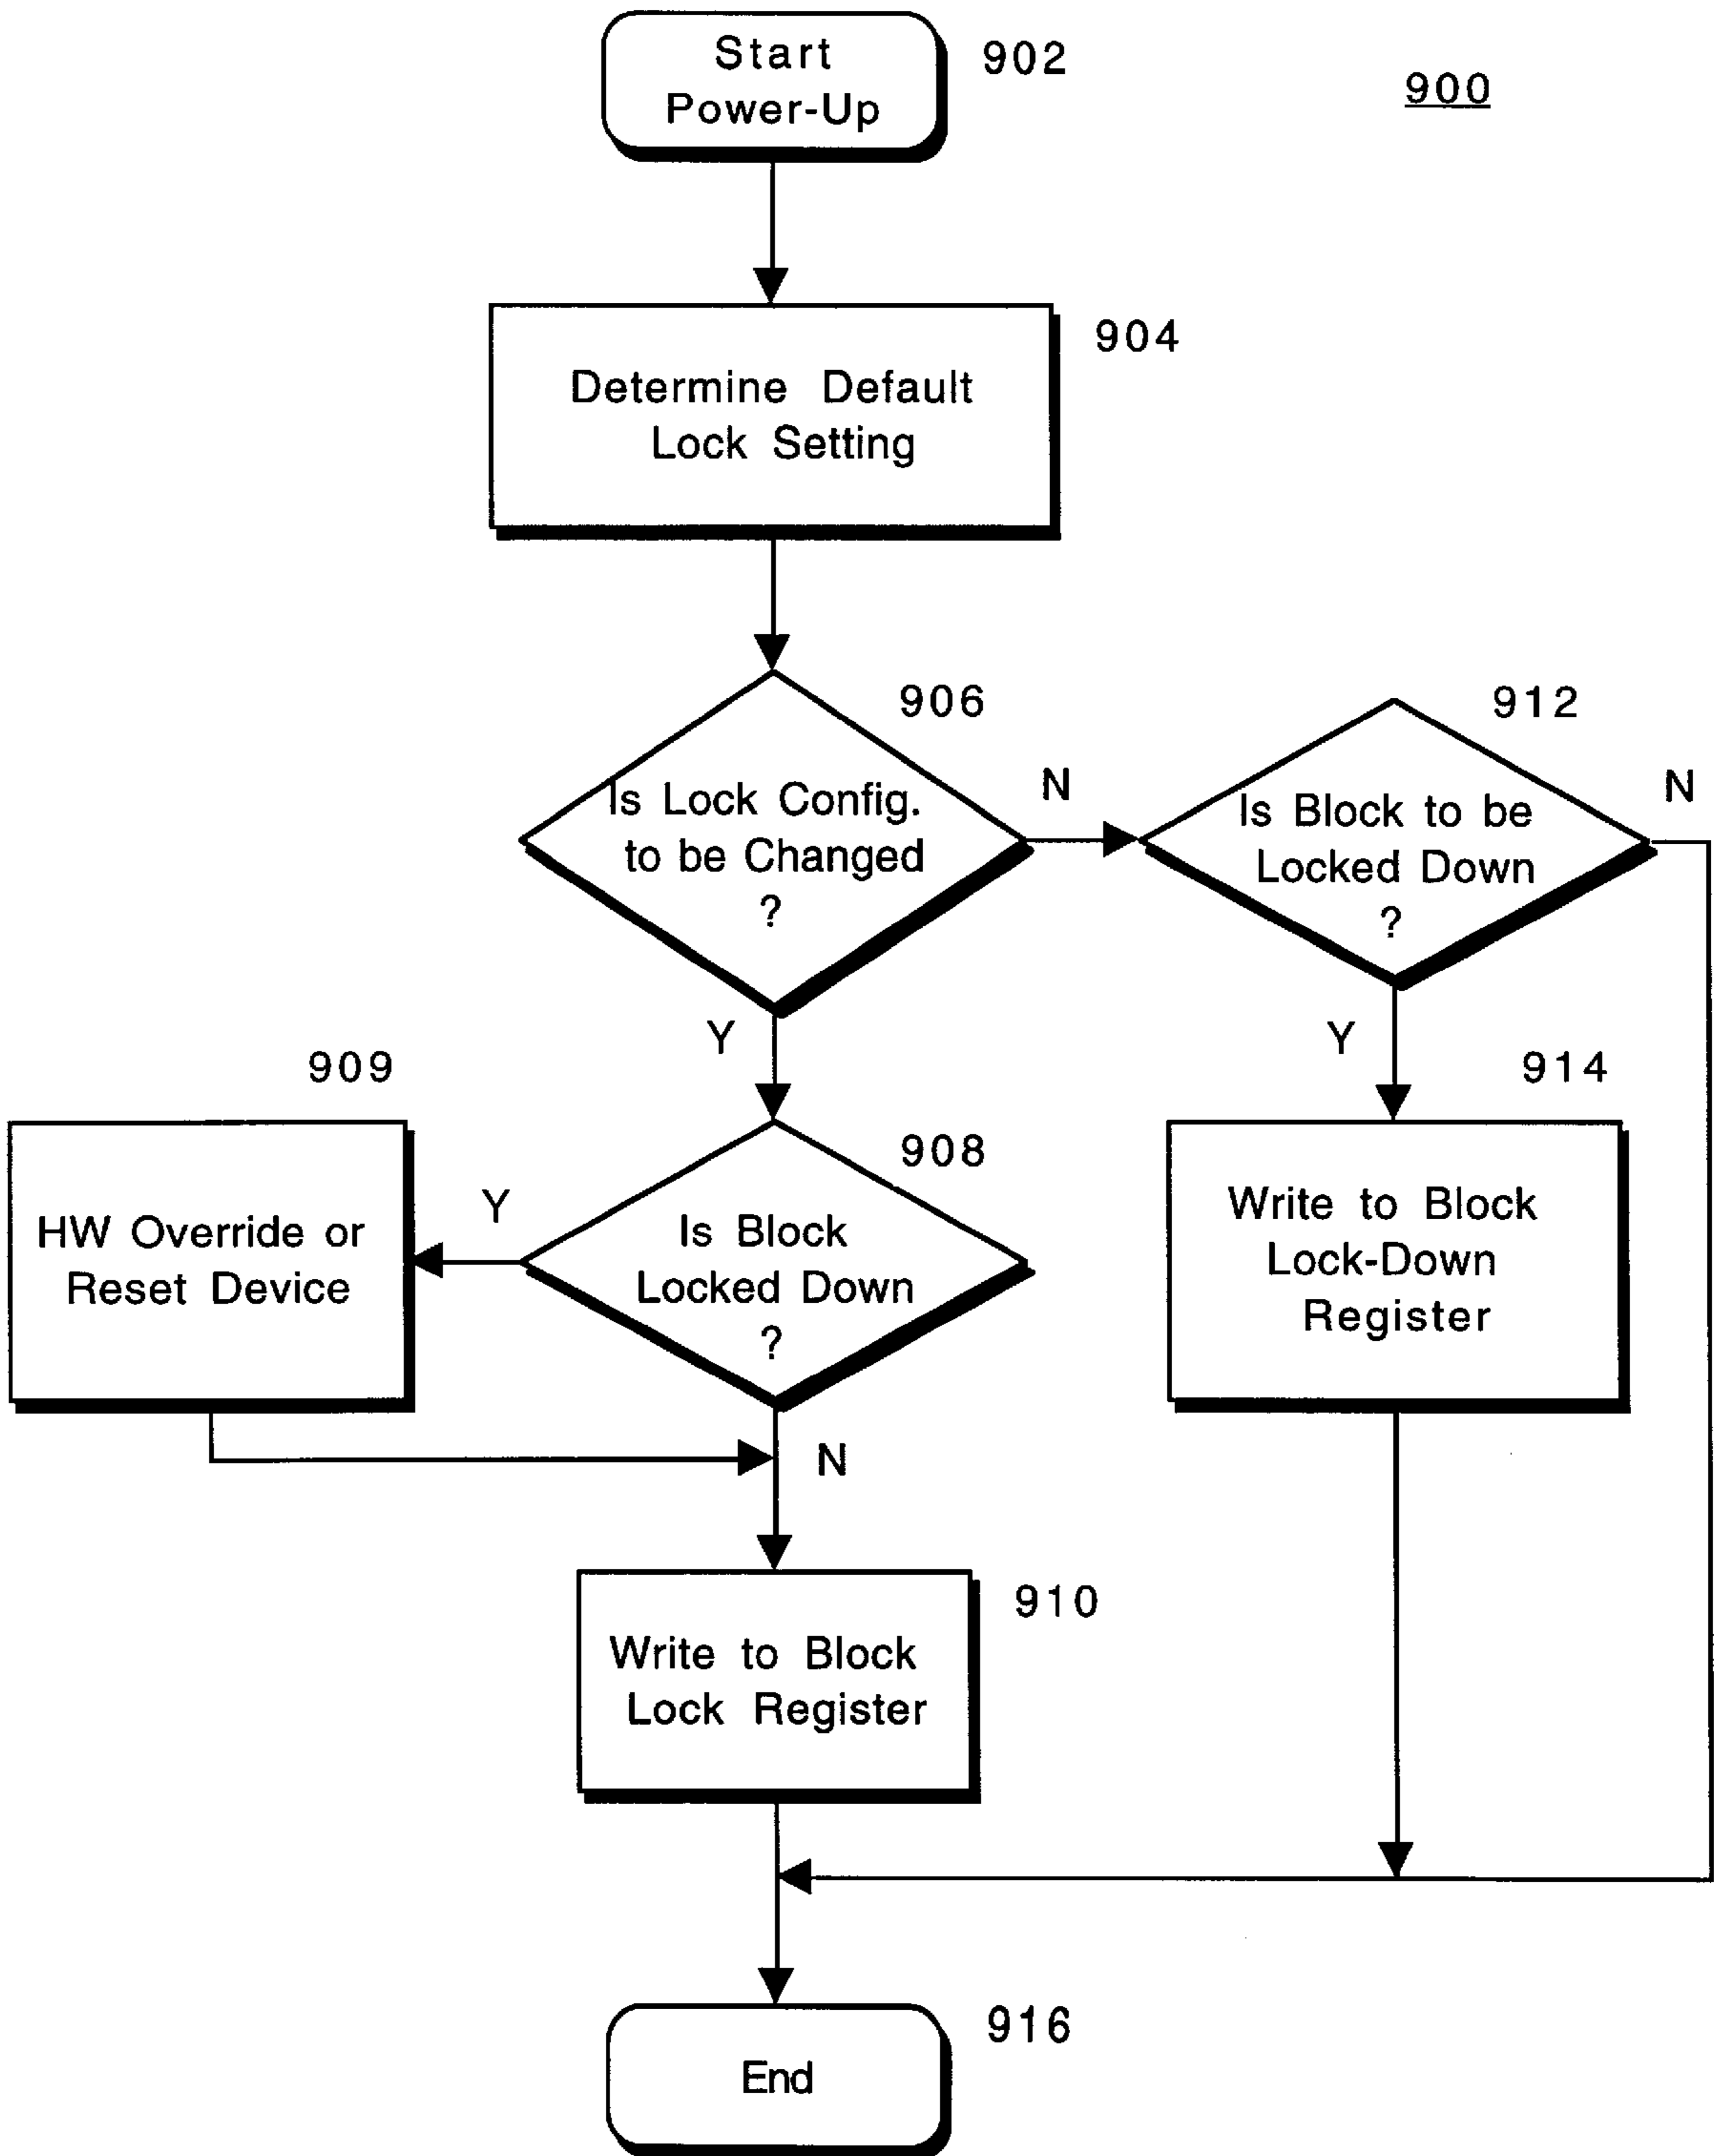 Start
Power-Up
902
900
Determine Default
Lock Setting
904
Is Lock Config.
to be Changed
?
906
N
Y
Is Block to be
Locked Down
?
912
N
Y
909
HW Override or
Reset Device
Y
908
Is Block
Locked Down
?
N
914
Write to Block
Lock-Down
Register
910
Write to Block
Lock Register
916
End